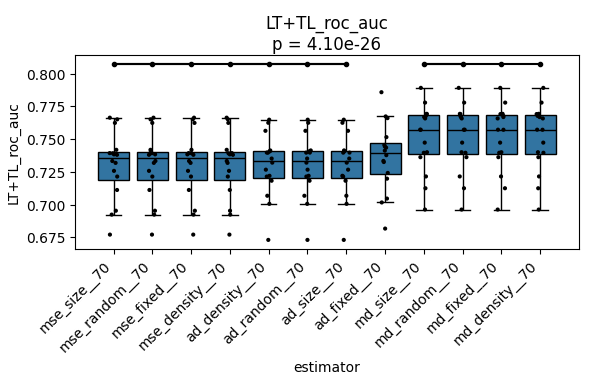 LT+TL_roc_auc
p = 4.10e-26
LT+TL_roc_auc
0.800
0.775
0.750
0.725
0.700
0.675
mse_size__70
mse_random__70
mse_fixed__70
mse_density__70
ad_density__70
ad_random__70
ad_size__70
ad_fixed__70
md_size__70
md_random__70
md_fixed__70
md_density__70
estimator